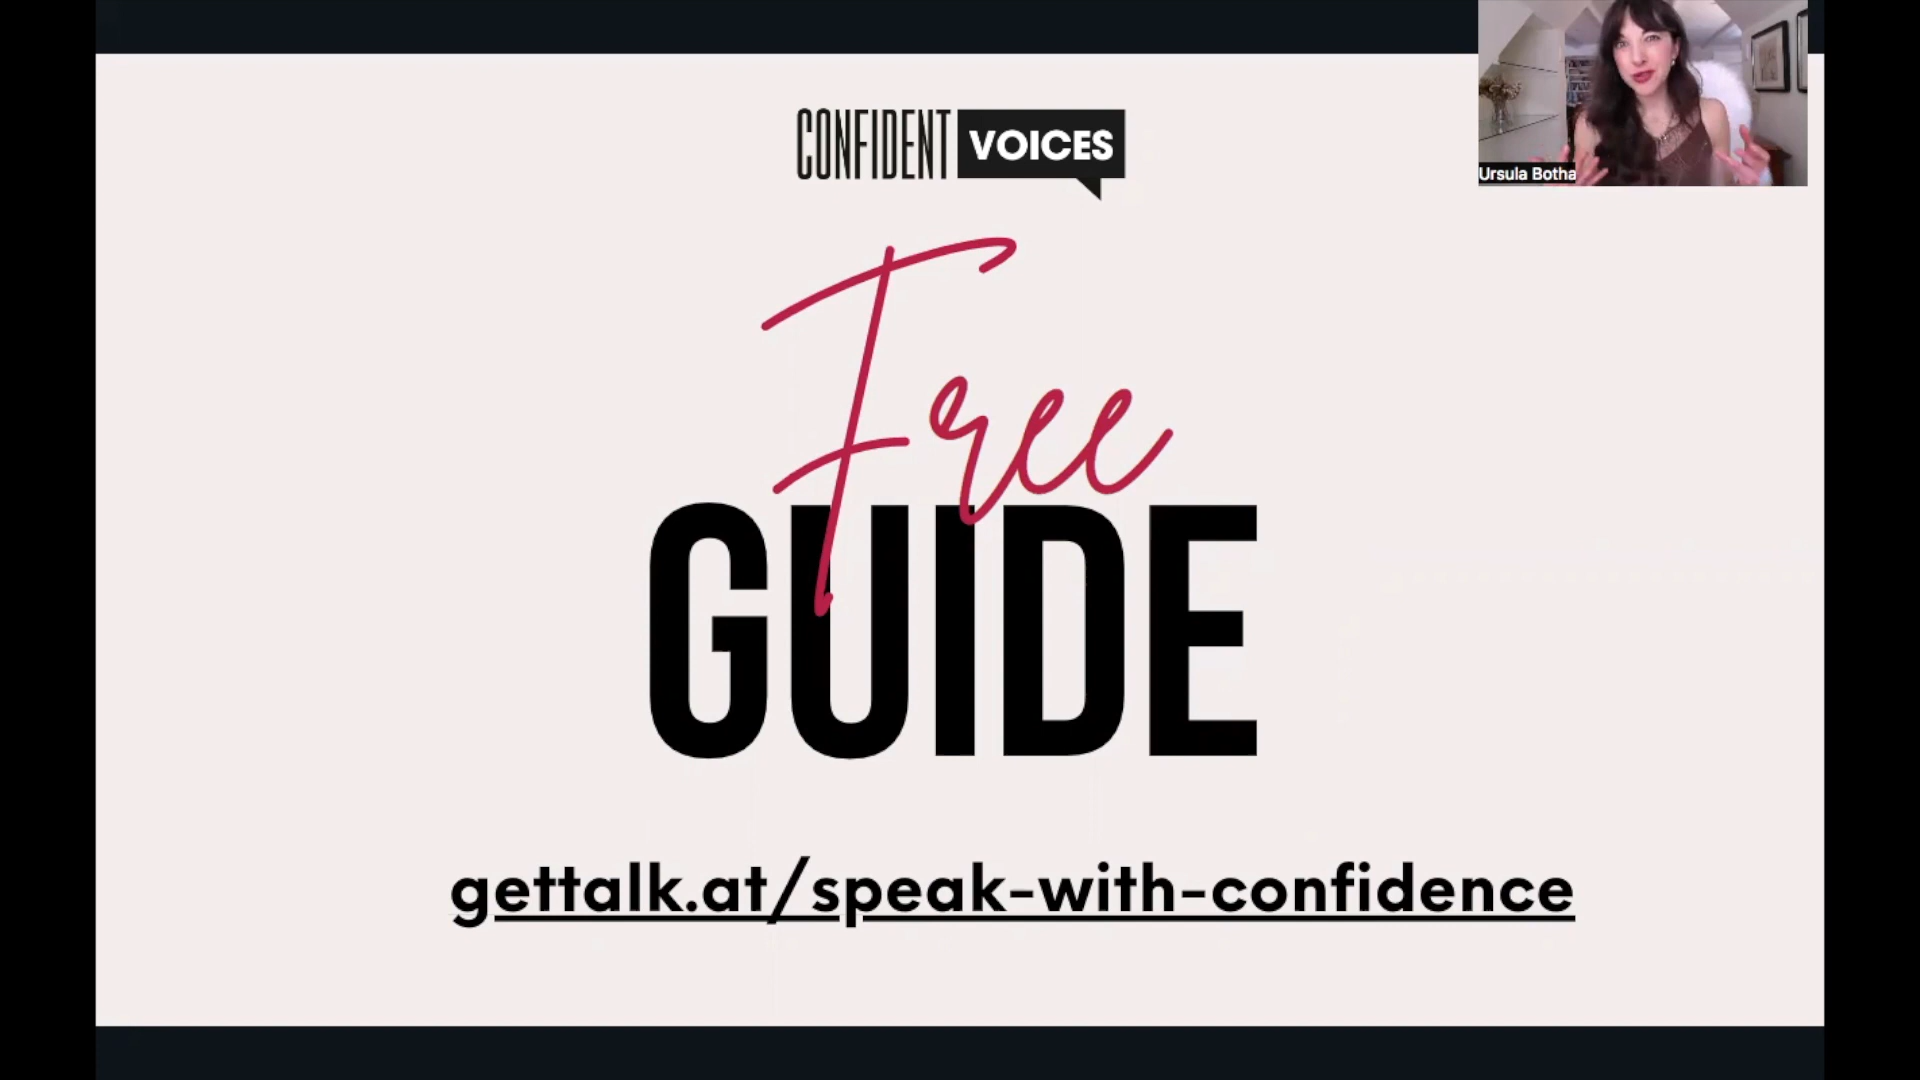 CONFIDENT VOICES
Ursula Botha
Free
GUIDE
gettalk.at/speak-with-confidence